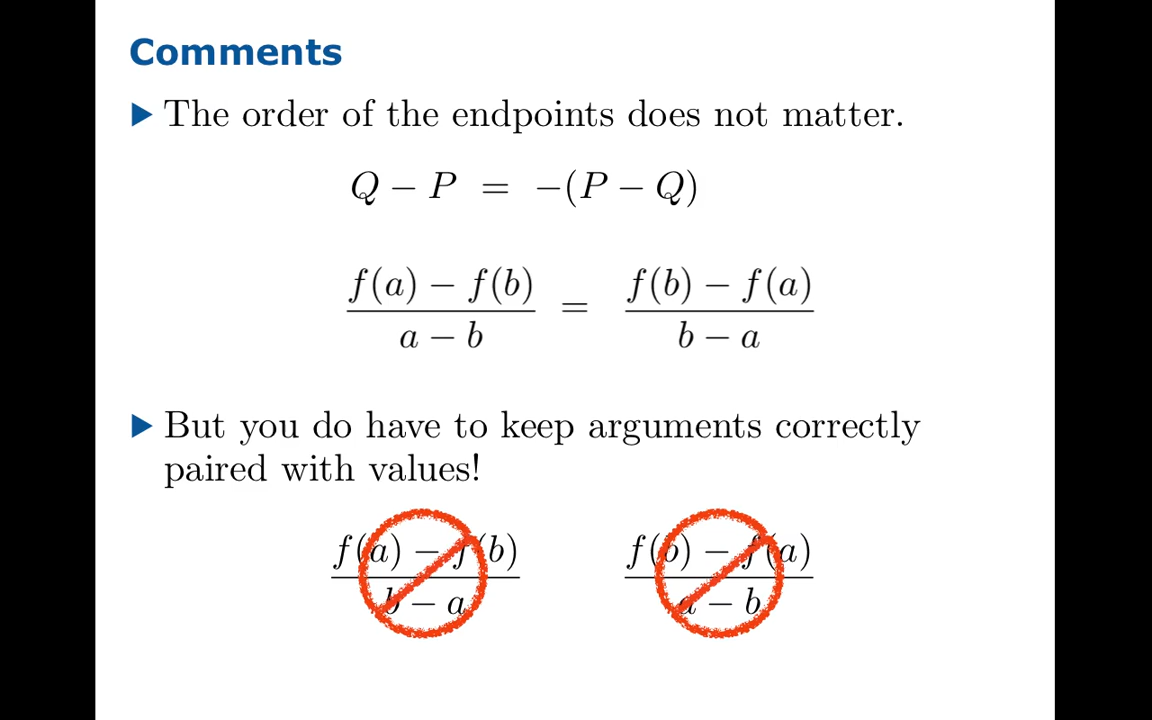 Comments
▶ The order of the endpoints does not matter.
Q − P = −(P − Q)
f(a) − f(b) / a − b = f(b) − f(a) / b − a
▶ But you do have to keep arguments correctly
paired with values!
f(a) − f(b) / b − a f(b) − f(a) / a − b